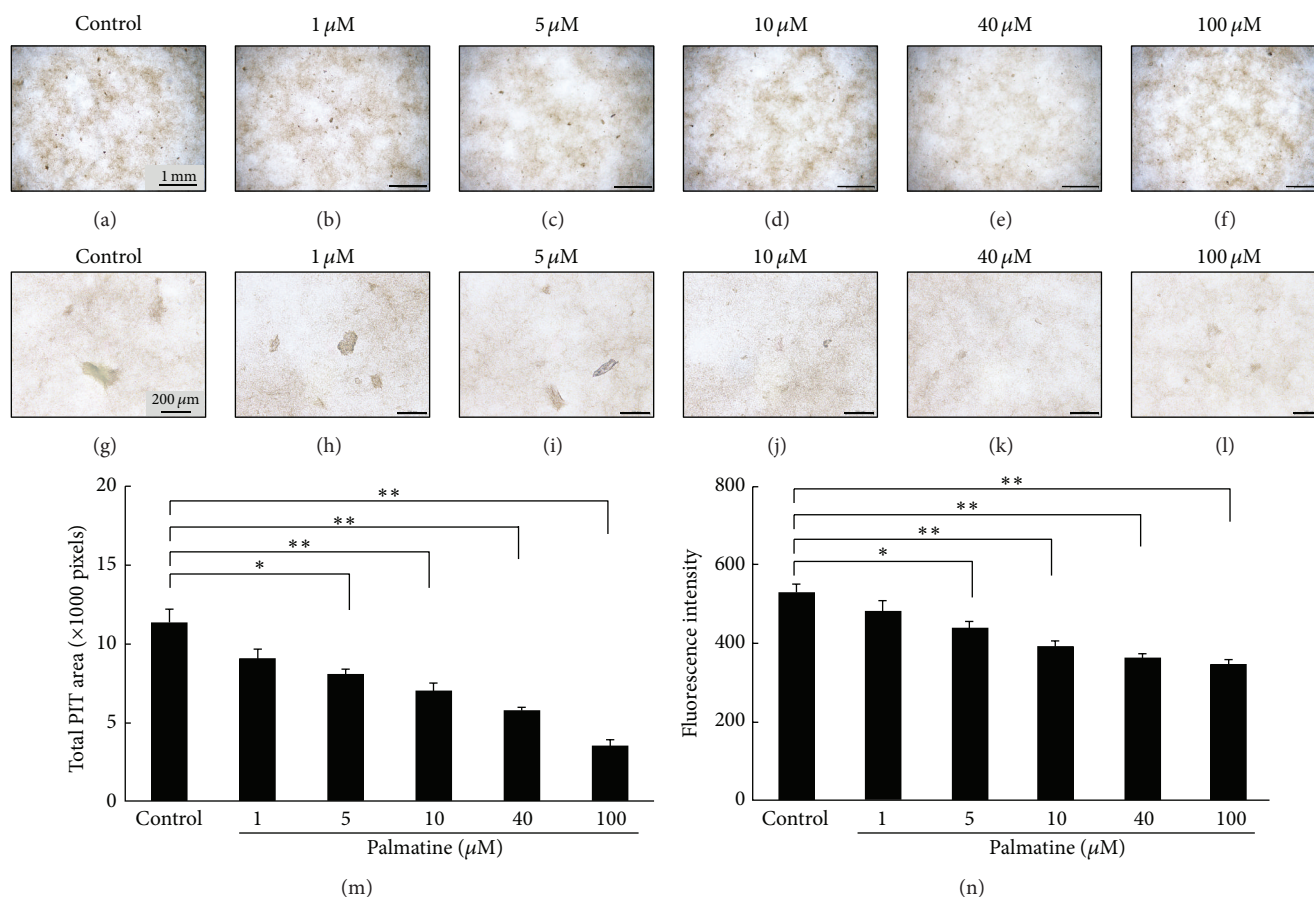 Control 1 μM 5 μM 10 μM 40 μM 100 μM
1 mm
(a) (b) (c) (d) (e) (f)
Control 1 μM 5 μM 10 μM 40 μM 100 μM
200 μm
(g) (h) (i) (j) (k) (l)
Total PIT area (×1000 pixels)
20
15
10
5
0
**
**
**
*
Control 1 5 10 40 100
Palmatine (μM)
(m)
Fluorescence intensity
800
600
400
200
0
**
**
**
*
Control 1 5 10 40 100
Palmatine (μM)
(n)